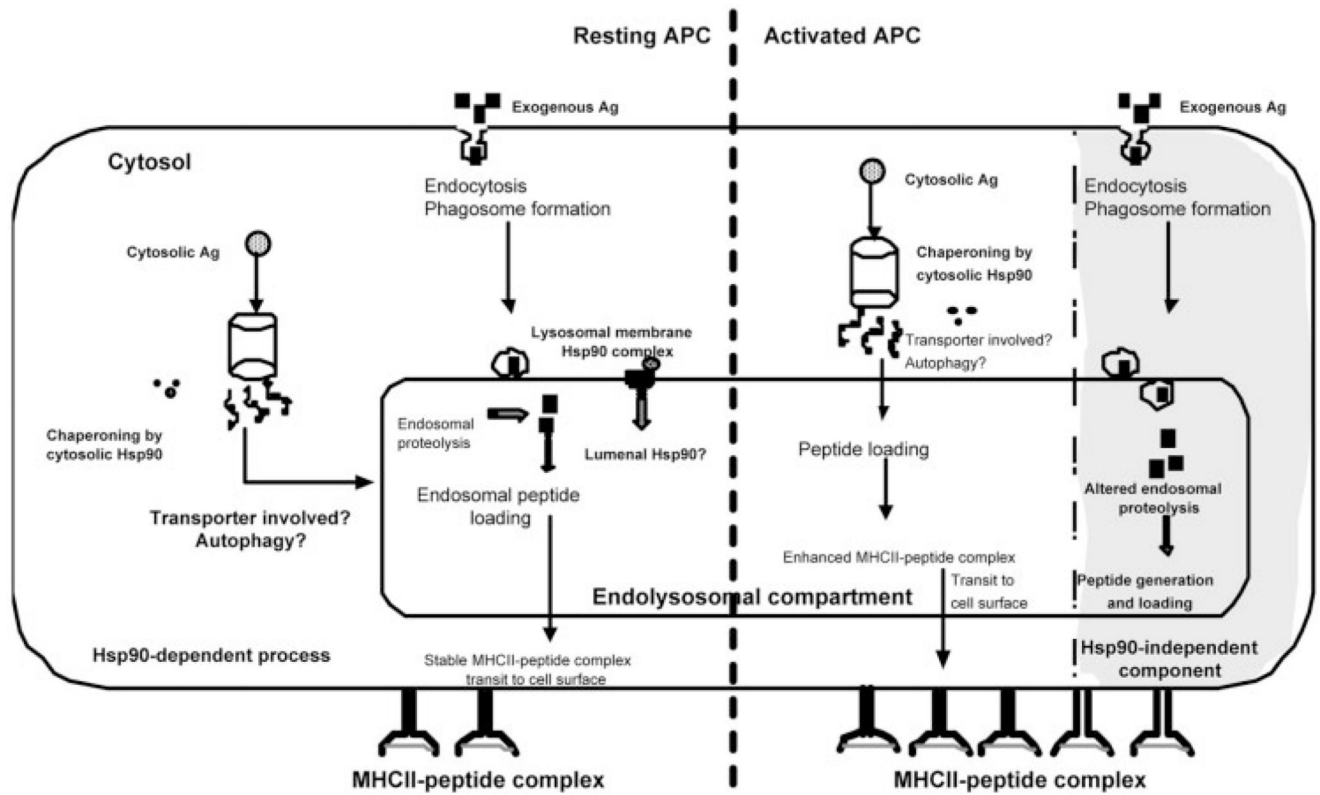 Resting APC
Activated APC
Exogenous Ag
Exogenous Ag
Cytosol
Cytosolic Ag
Endocytosis
Phagosome formation
Endocytosis
Phagosome formation
Cytosolic Ag
Chaperoning by
cytosolic Hsp90
Lysosomal membrane
Hsp90 complex
Transporter involved?
Autophagy?
Chaperoning by
cytosolic Hsp90
Endosomal
proteolysis
Lumenal Hsp90?
Peptide loading
Endosomal peptide
loading
Altered endosomal
proteolysis
Transporter involved?
Autophagy?
Enhanced MHCII-peptide complex
Transit to
cell surface
Peptide generation
and loading
Endolysosomal compartment
Hsp90-dependent process
Stable MHCII-peptide complex
transit to cell surface
Hsp90-independent
component
MHCII-peptide complex
MHCII-peptide complex